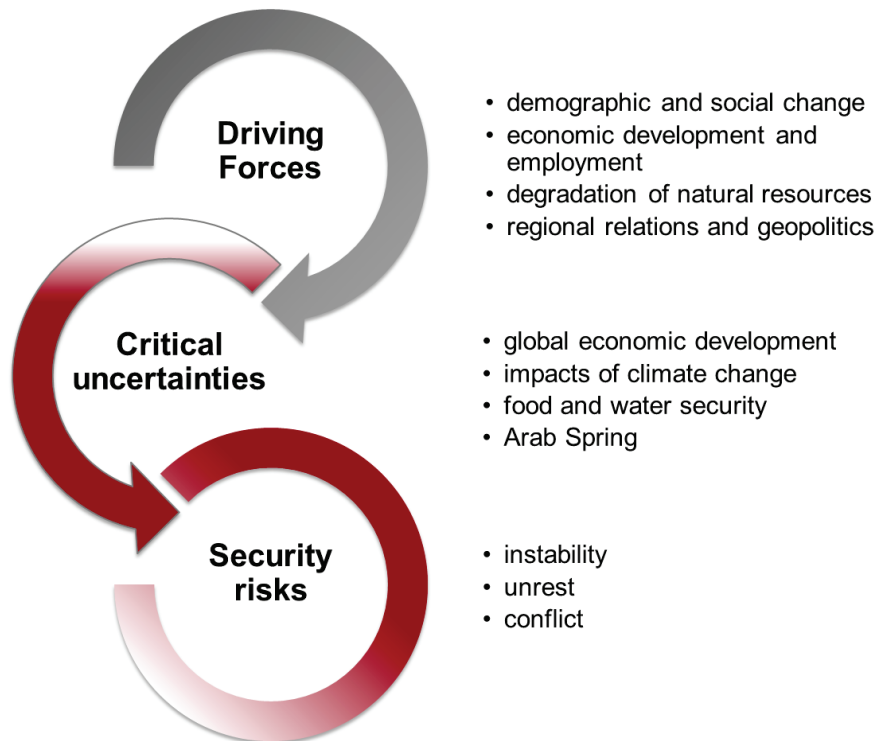 Driving
Forces
• demographic and social change
• economic development and
employment
• degradation of natural resources
• regional relations and geopolitics
Critical
uncertainties
• global economic development
• impacts of climate change
• food and water security
• Arab Spring
Security
risks
• instability
• unrest
• conflict